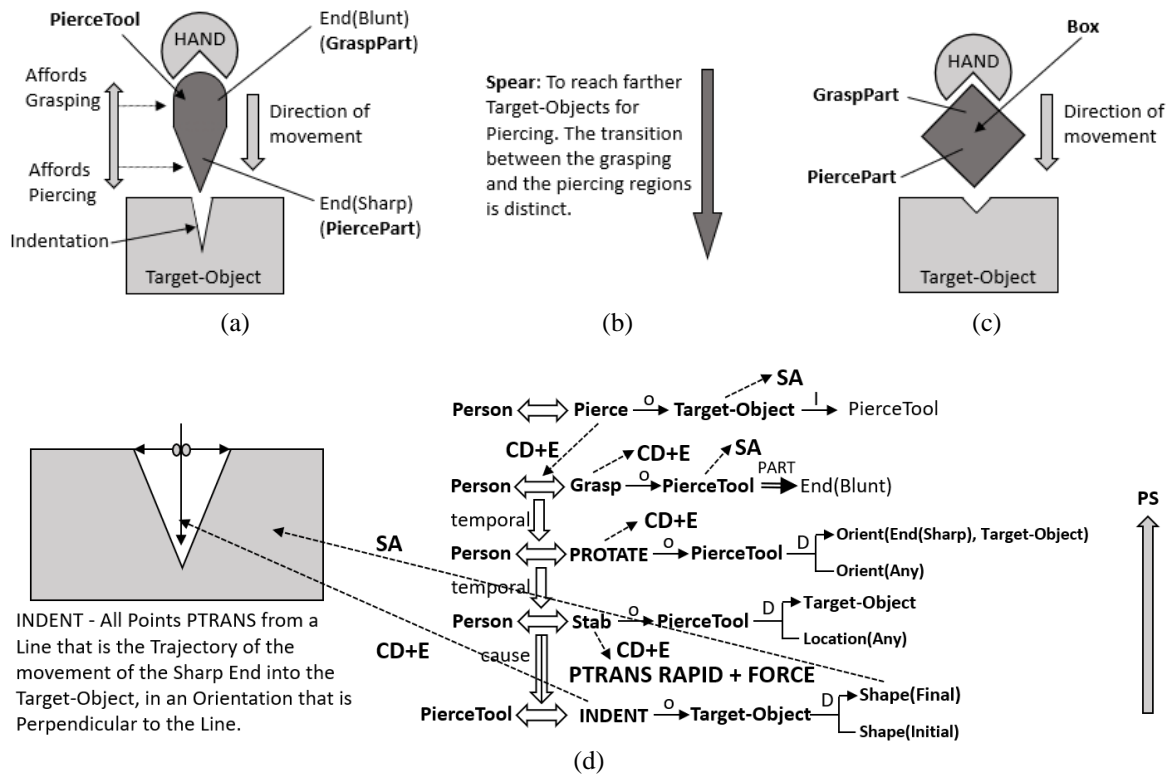 PierceTool
HAND
End(Blunt)
(GraspPart)
Affords
Grasping
Direction of
movement
Affords
Piercing
End(Sharp)
(PiercePart)
Indentation
Target-Object
(a)
Spear: To reach farther
Target-Objects for
Piercing. The transition
between the grasping
and the piercing regions
is distinct.
(b)
Box
HAND
GraspPart
Direction of
movement
PiercePart
Target-Object
(c)
SA
Person Pierce o Target-Object I PierceTool
CD+E
CD+E
SA
Person Grasp o PierceTool PART End(Blunt)
temporal
CD+E
Person PROTATE o PierceTool D Orient(End(Sharp), Target-Object)
Orient(Any)
temporal
Person Stab o PierceTool D Target-Object
Location(Any)
cause
CD+E
PTRANS RAPID + FORCE
PierceTool INDENT o Target-Object D Shape(Final)
Shape(Initial)
PS
SA
CD+E
INDENT - All Points PTRANS from a
Line that is the Trajectory of the
movement of the Sharp End into the
Target-Object, in an Orientation that is
Perpendicular to the Line.
(d)